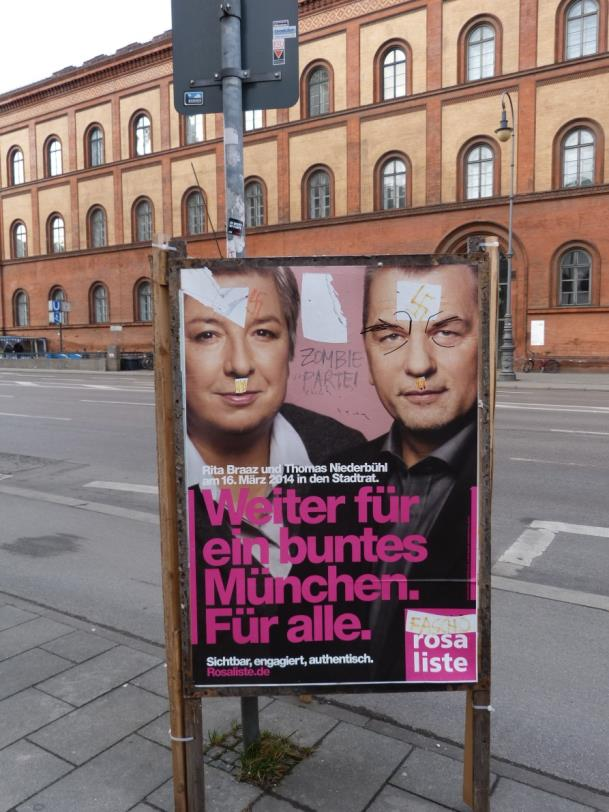 ZOMBIE
PARTEI
Rita Braaz und Thomas Niederbühl
am 16. März 2014 in den Stadtrat.
Weiter für
ein buntes
München.
Für alle.
FASCHO
rosa
liste
Sichtbar, engagiert, authentisch.
Rosaliste.de